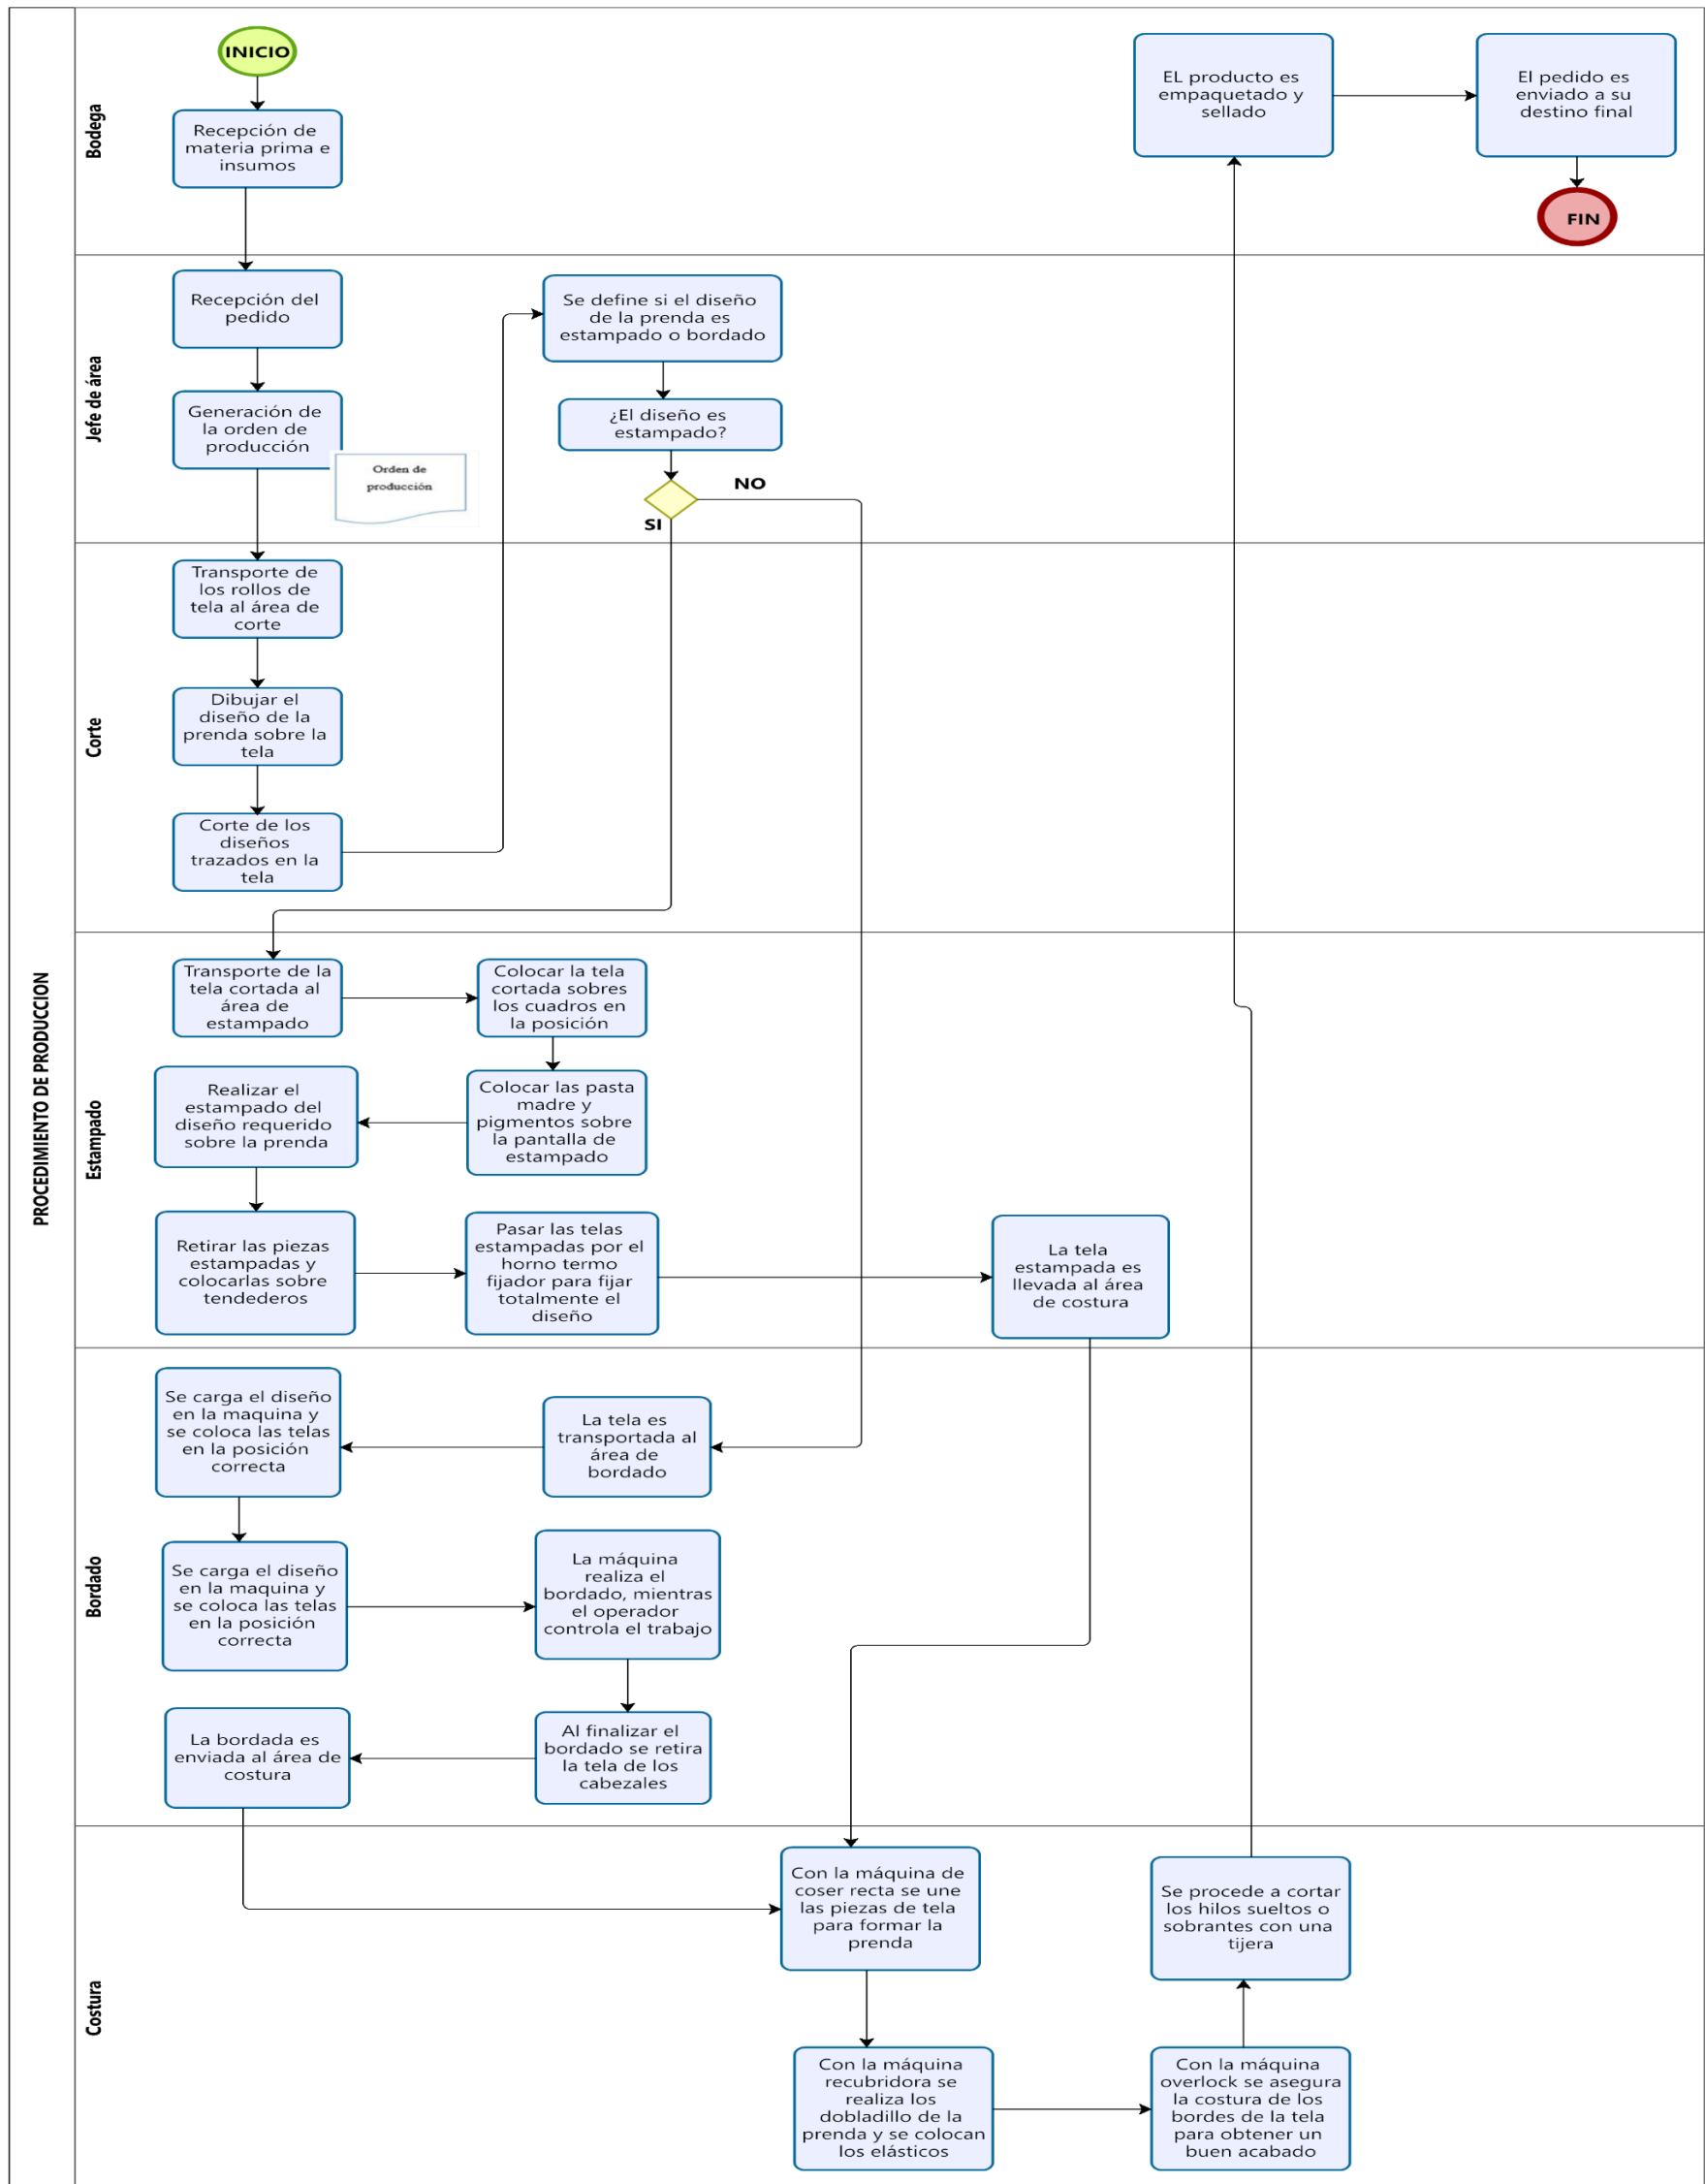 PROCEDIMIENTO DE PRODUCCION
Bodega
INICIO
Recepción de
materia prima e
insumos
EL producto es
empaquetado y
sellado
El pedido es
enviado a su
destino final
FIN
Jefe de área
Recepción del
pedido
Generación de
la orden de
producción
Orden de
producción
Se define si el diseño
de la prenda es
estampado o bordado
¿El diseño es
estampado?
NO
SI
Corte
Transporte de
los rollos de
tela al área de
corte
Dibujar el
diseño de la
prenda sobre la
tela
Corte de los
diseños
trazados en la
tela
Estampado
Transporte de la
tela cortada al
área de
estampado
Colocar la tela
cortada sobres
los cuadros en
la posición
Realizar el
estampado del
diseño requerido
sobre la prenda
Colocar las pasta
madre y
pigmentos sobre
la pantalla de
estampado
Retirar las piezas
estampadas y
colocarlas sobre
tendederos
Pasar las telas
estampadas por el
horno termo
fijador para fijar
totalmente el
diseño
La tela
estampada es
llevada al área
de costura
Bordado
Se carga el diseño
en la maquina y
se coloca las telas
en la posición
correcta
La tela es
transportada al
área de
bordado
Se carga el diseño
en la maquina y
se coloca las telas
en la posición
correcta
La máquina
realiza el
bordado, mientras
el operador
controla el trabajo
La bordada es
enviada al área de
costura
Al finalizar el
bordado se retira
la tela de los
cabezales
Costura
Con la máquina de
coser recta se une
las piezas de tela
para formar la
prenda
Se procede a cortar
los hilos sueltos o
sobrantes con una
tijera
Con la máquina
recubridora se
realiza los
dobladillo de la
prenda y se colocan
los elásticos
Con la máquina
overlock se asegura
la costura de los
bordes de la tela
para obtener un
buen acabado